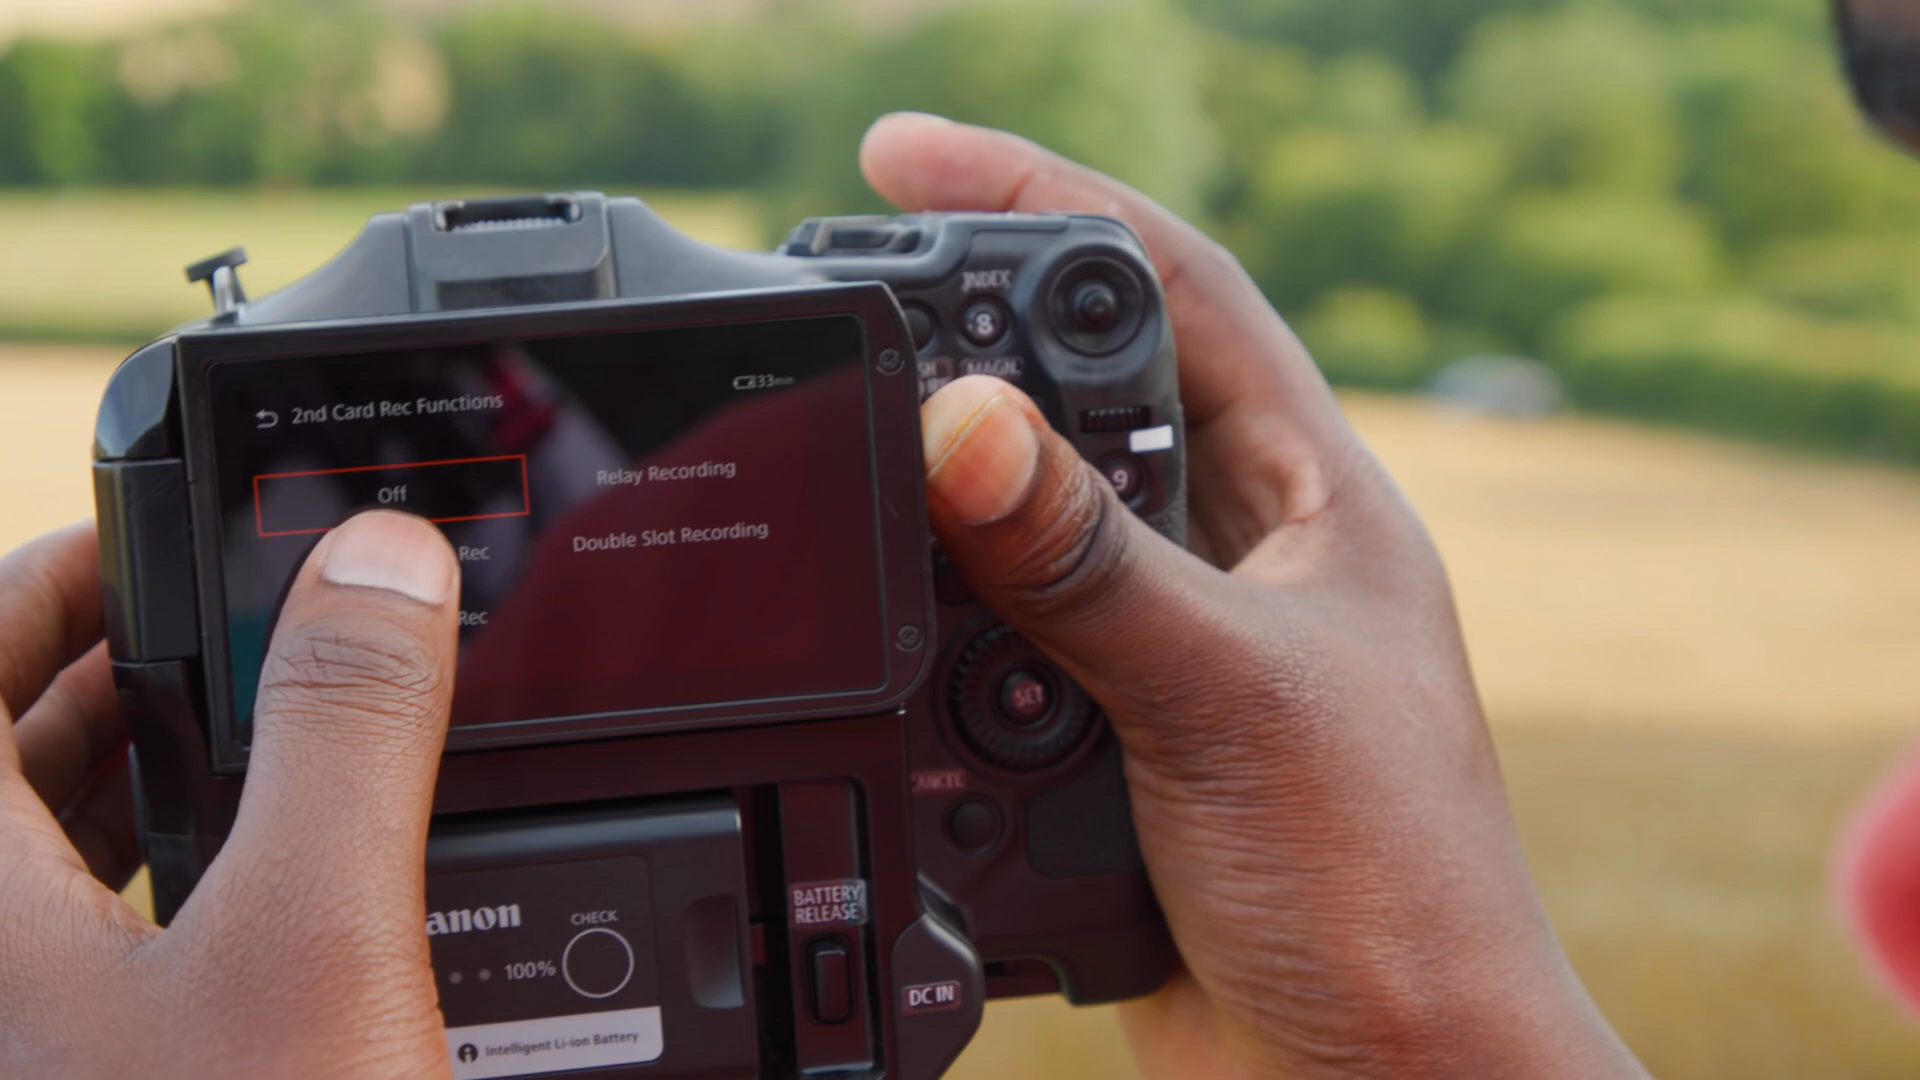 INDEX
8
MAGN.
33min
2nd Card Rec Functions
Off
Relay Recording
Rec
Double Slot Recording
Rec
9
SET
CANCEL
BATTERY
RELEASE
anon
CHECK
100%
DC IN
Intelligent Li-ion Battery